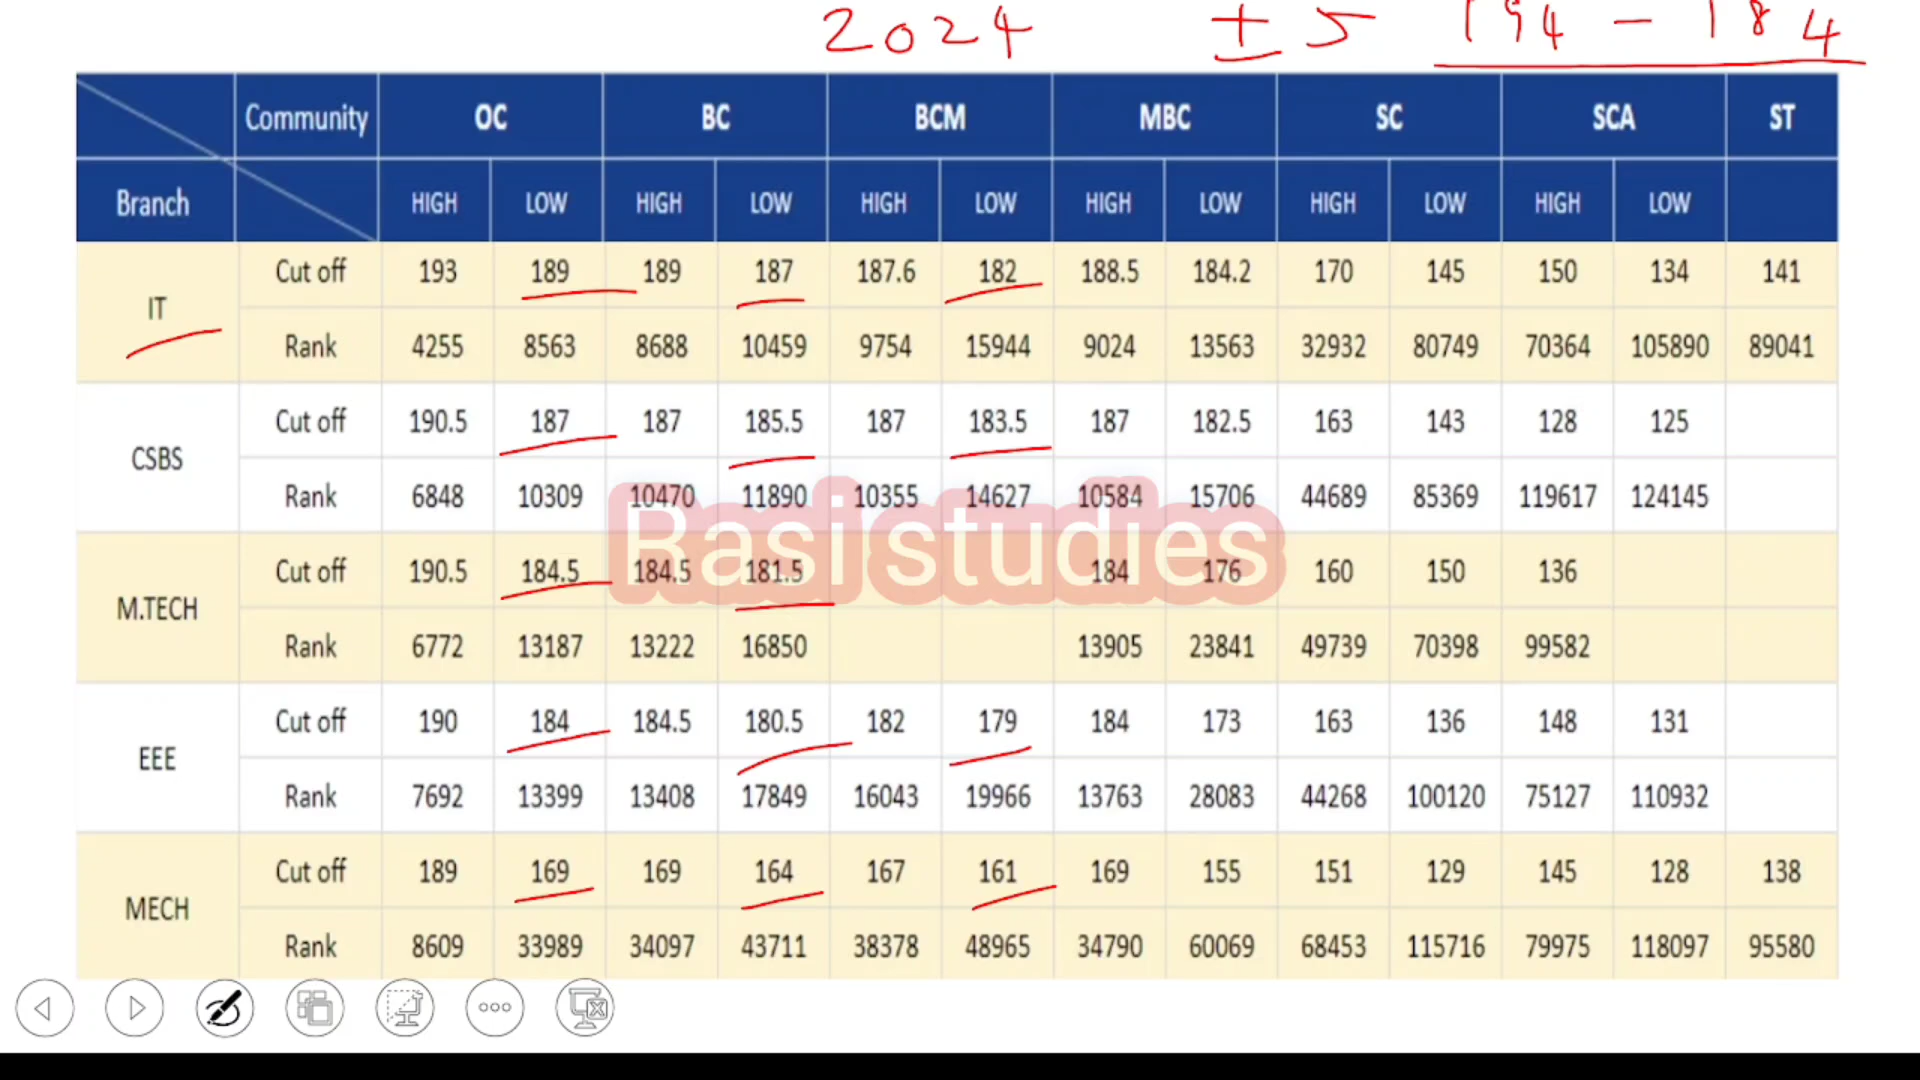 2024 ± 5 194 - 184
Community OC BC BCM MBC SC SCA ST
Branch HIGH LOW HIGH LOW HIGH LOW HIGH LOW HIGH LOW HIGH LOW
IT
Cut off 193 189 189 187 187.6 182 188.5 184.2 170 145 150 134 141
Rank 4255 8563 8688 10459 9754 15944 9024 13563 32932 80749 70364 105890 89041
CSBS
Cut off 190.5 187 187 185.5 187 183.5 187 182.5 163 143 128 125
Rank 6848 10309 10470 11890 10355 14627 10584 15706 44689 85369 119617 124145
Rasi studies
M.TECH
Cut off 190.5 184.5 184.5 181.5 184 176 160 150 136
Rank 6772 13187 13222 16850 13905 23841 49739 70398 99582
EEE
Cut off 190 184 184.5 180.5 182 179 184 173 163 136 148 131
Rank 7692 13399 13408 17849 16043 19966 13763 28083 44268 100120 75127 110932
MECH
Cut off 189 169 169 164 167 161 169 155 151 129 145 128 138
Rank 8609 33989 34097 43711 38378 48965 34790 60069 68453 115716 79975 118097 95580